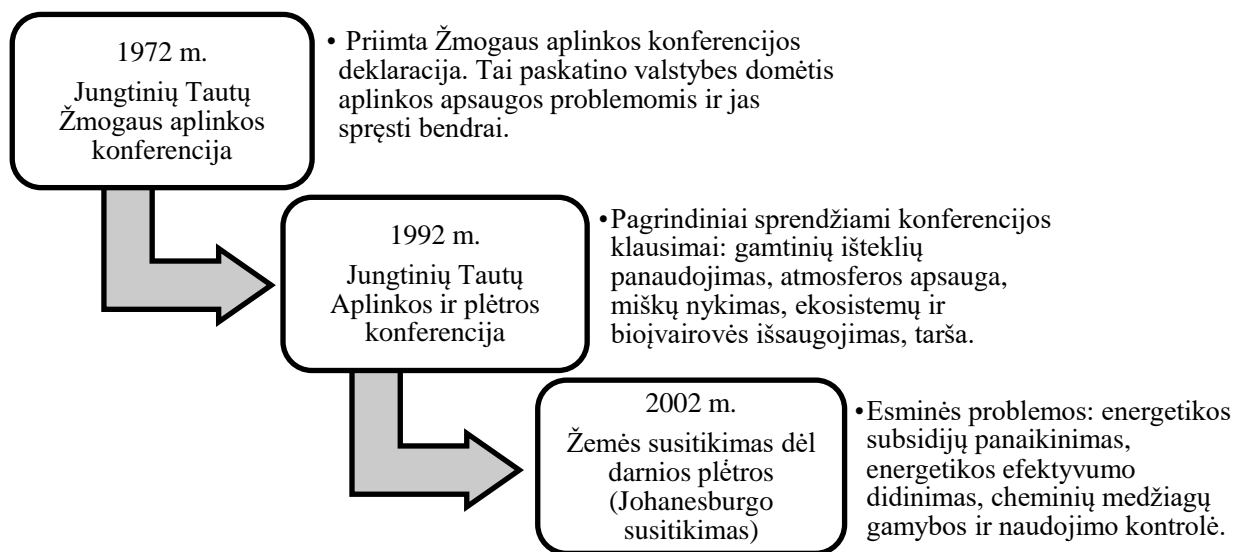 1972 m.
Jungtinių Tautų
Žmogaus aplinkos
konferencija
• Priimta Žmogaus aplinkos konferencijos
deklaracija. Tai paskatino valstybes domėtis
aplinkos apsaugos problemomis ir jas
spręsti bendrai.
1992 m.
Jungtinių Tautų
Aplinkos ir plėtros
konferencija
•Pagrindiniai sprendžiami konferencijos
klausimai: gamtinių išteklių
panaudojimas, atmosferos apsauga,
miškų nykimas, ekosistemų ir
bioįvairovės išsaugojimas, tarša.
2002 m.
Žemės susitikimas dėl
darnios plėtros
(Johanesburgo
susitikimas)
•Esminės problemos: energetikos
subsidijų panaikinimas,
energetikos efektyvumo
didinimas, cheminių medžiagų
gamybos ir naudojimo kontrolė.